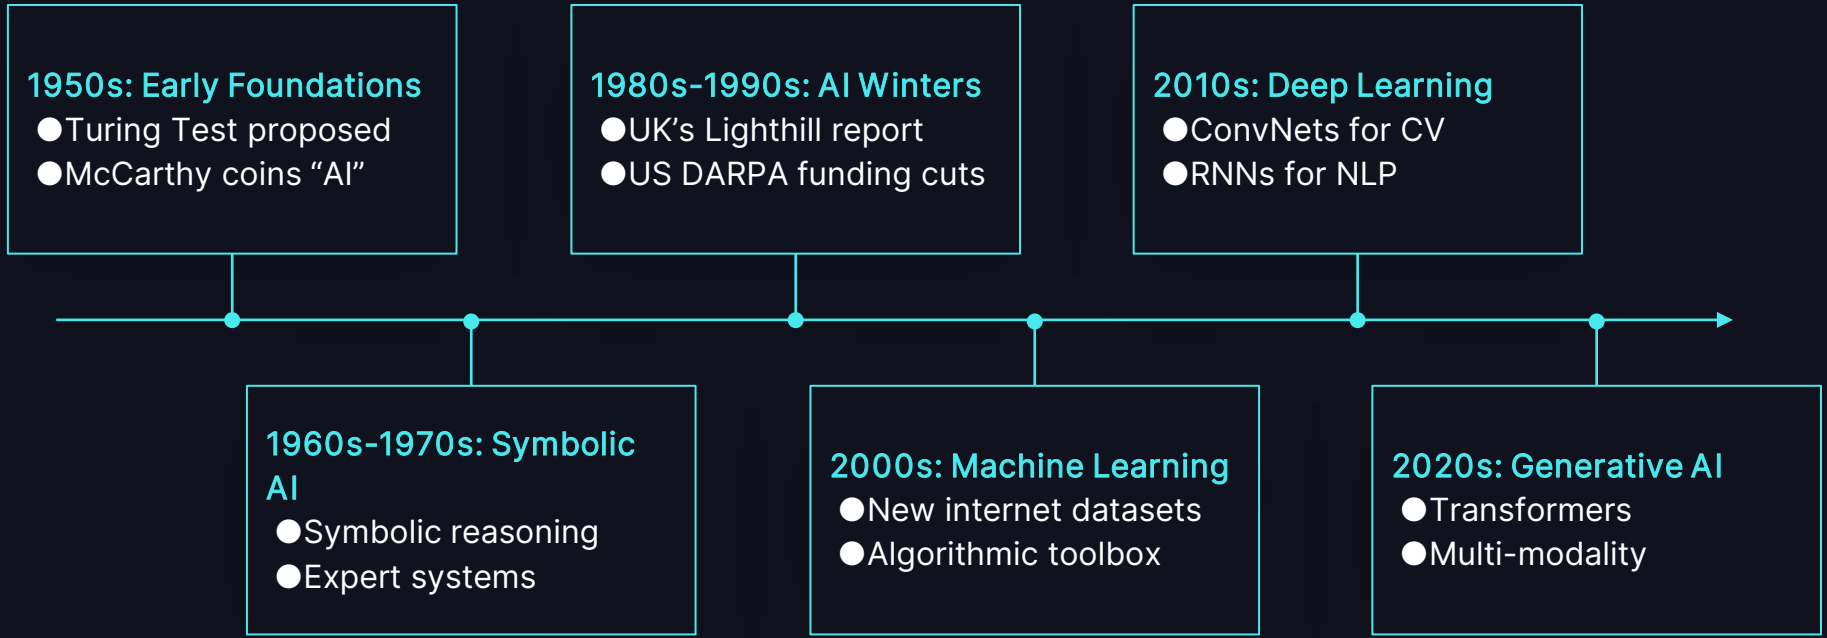 1950s: Early Foundations
●Turing Test proposed
●McCarthy coins “AI”
1960s-1970s: Symbolic
AI
●Symbolic reasoning
●Expert systems
1980s-1990s: AI Winters
●UK’s Lighthill report
●US DARPA funding cuts
2000s: Machine Learning
●New internet datasets
●Algorithmic toolbox
2010s: Deep Learning
●ConvNets for CV
●RNNs for NLP
2020s: Generative AI
●Transformers
●Multi-modality